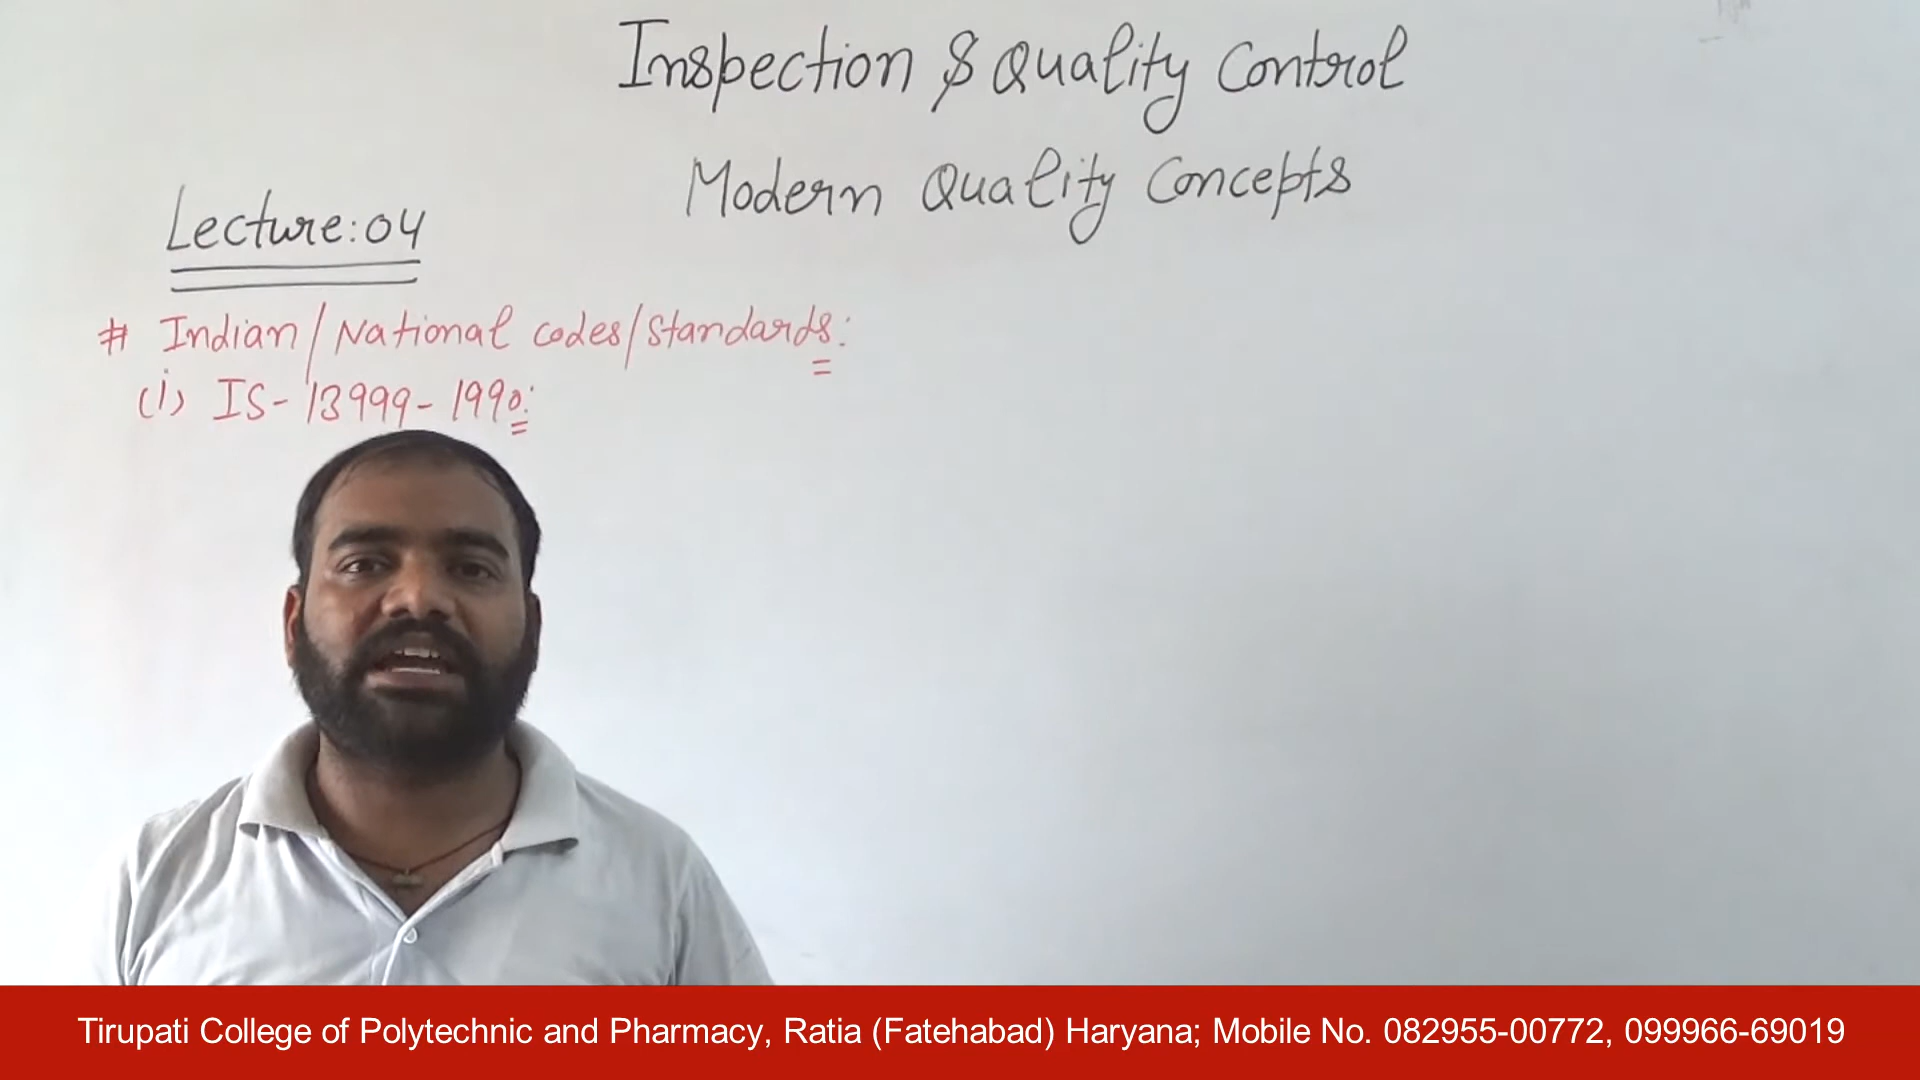 Inspection & Quality Control
Modern Quality Concepts
Lecture:04
# Indian/National codes/standards:
(i) IS-13999-1990:
Tirupati College of Polytechnic and Pharmacy, Ratia (Fatehabad) Haryana; Mobile No. 082955-00772, 099966-69019